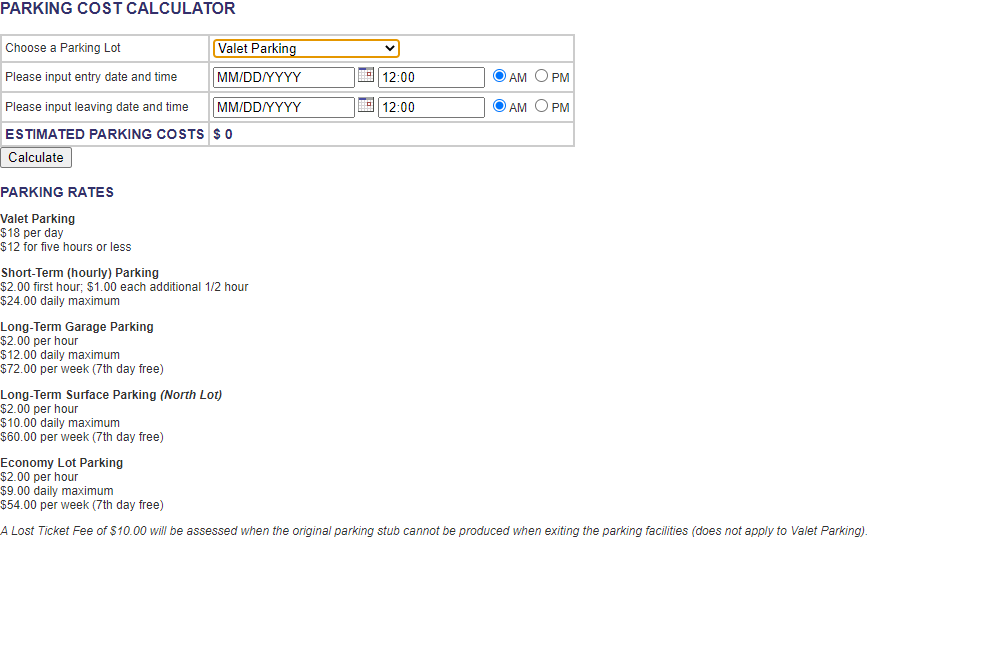 PARKING COST CALCULATOR
Choose a Parking Lot Valet Parking
Please input entry date and time MM/DD/YYYY 12:00 AM PM
Please input leaving date and time MM/DD/YYYY 12:00 AM PM
ESTIMATED PARKING COSTS $ 0
Calculate
PARKING RATES
Valet Parking
$18 per day
$12 for five hours or less
Short-Term (hourly) Parking
$2.00 first hour; $1.00 each additional 1/2 hour
$24.00 daily maximum
Long-Term Garage Parking
$2.00 per hour
$12.00 daily maximum
$72.00 per week (7th day free)
Long-Term Surface Parking (North Lot)
$2.00 per hour
$10.00 daily maximum
$60.00 per week (7th day free)
Economy Lot Parking
$2.00 per hour
$9.00 daily maximum
$54.00 per week (7th day free)
A Lost Ticket Fee of $10.00 will be assessed when the original parking stub cannot be produced when exiting the parking facilities (does not apply to Valet Parking).